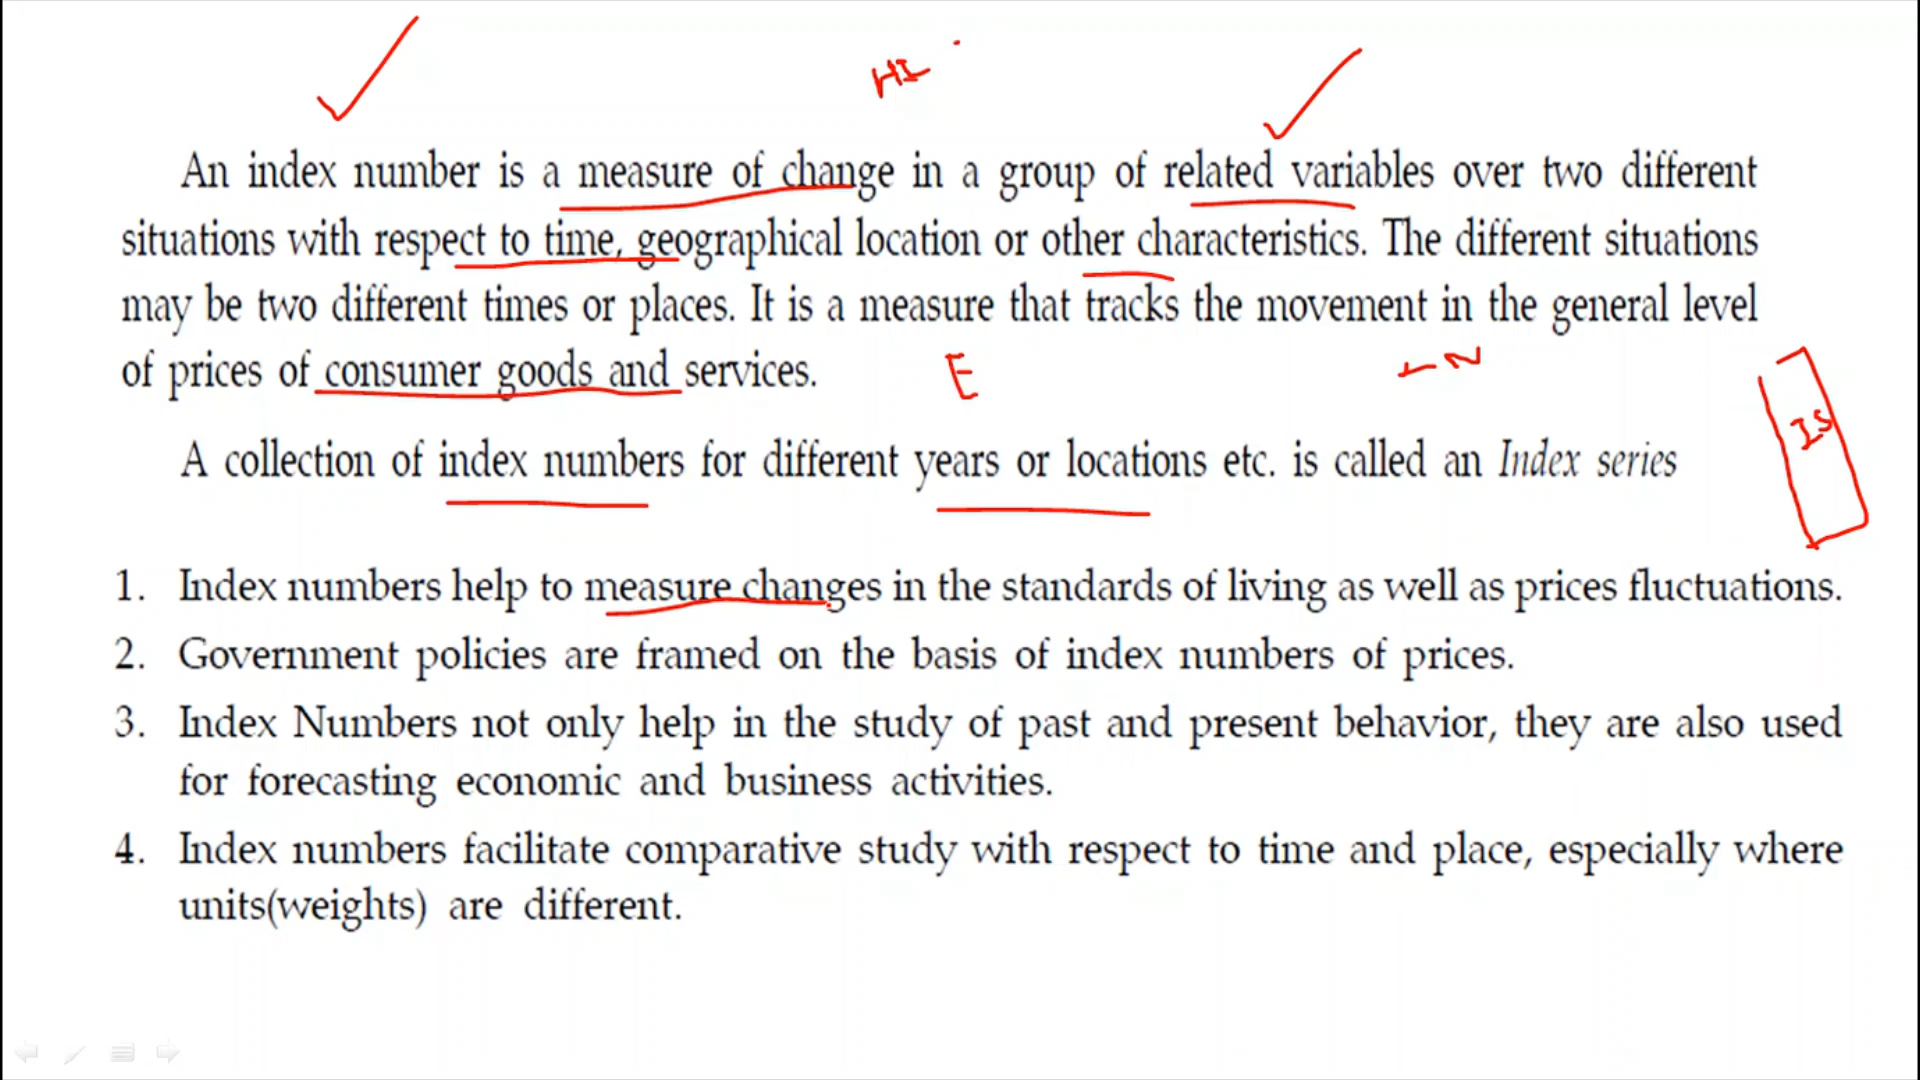 HI
An index number is a measure of change in a group of related variables over two different
situations with respect to time, geographical location or other characteristics. The different situations
may be two different times or places. It is a measure that tracks the movement in the general level
of prices of consumer goods and services.
E
IS
A collection of index numbers for different years or locations etc. is called an Index series
1. Index numbers help to measure changes in the standards of living as well as prices fluctuations.
2. Government policies are framed on the basis of index numbers of prices.
3. Index Numbers not only help in the study of past and present behavior, they are also used
for forecasting economic and business activities.
4. Index numbers facilitate comparative study with respect to time and place, especially where
units(weights) are different.